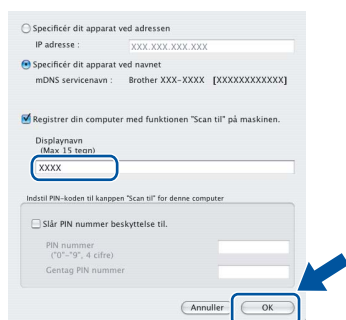 Specificér dit apparat ved adressen
IP adresse : XXX.XXX.XXX.XXX
Specificér dit apparat ved navnet
mDNS servicenavn : Brother XXX-XXXX [XXXXXXXXXXXX]
Registrer din computer med funktionen "Scan til" på maskinen.
Displaynavn
(Max 15 tegn)
XXXX
Indstil PIN-koden til kanppen "Scan til" for denne computer
Slår PIN nummer beskyttelse til.
PIN nummer
("0"-"9", 4 cifre)
Gentag PIN nummer
Annuller OK